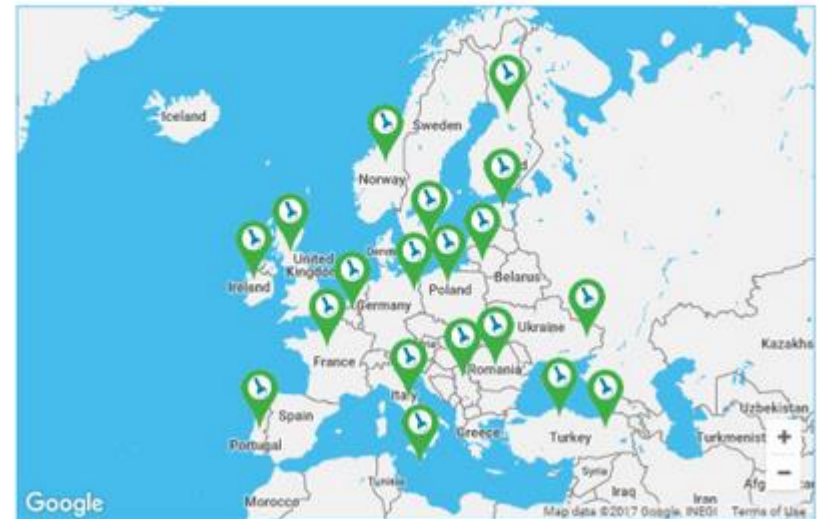 Iceland
Sweden
Norway
United
Kingdom
Ireland
Belarus
Poland
Germany
Ukraine
Kazakhs
France
Romania
Italy
Uzbekistan
Spain
Portugal
Greece
Turkey
Turkmenist
+
−
Syria
Tunisia
Iraq
Iran
Afg
Morocco
Google
Map data ©2017 Google, INEGI Terms of Use